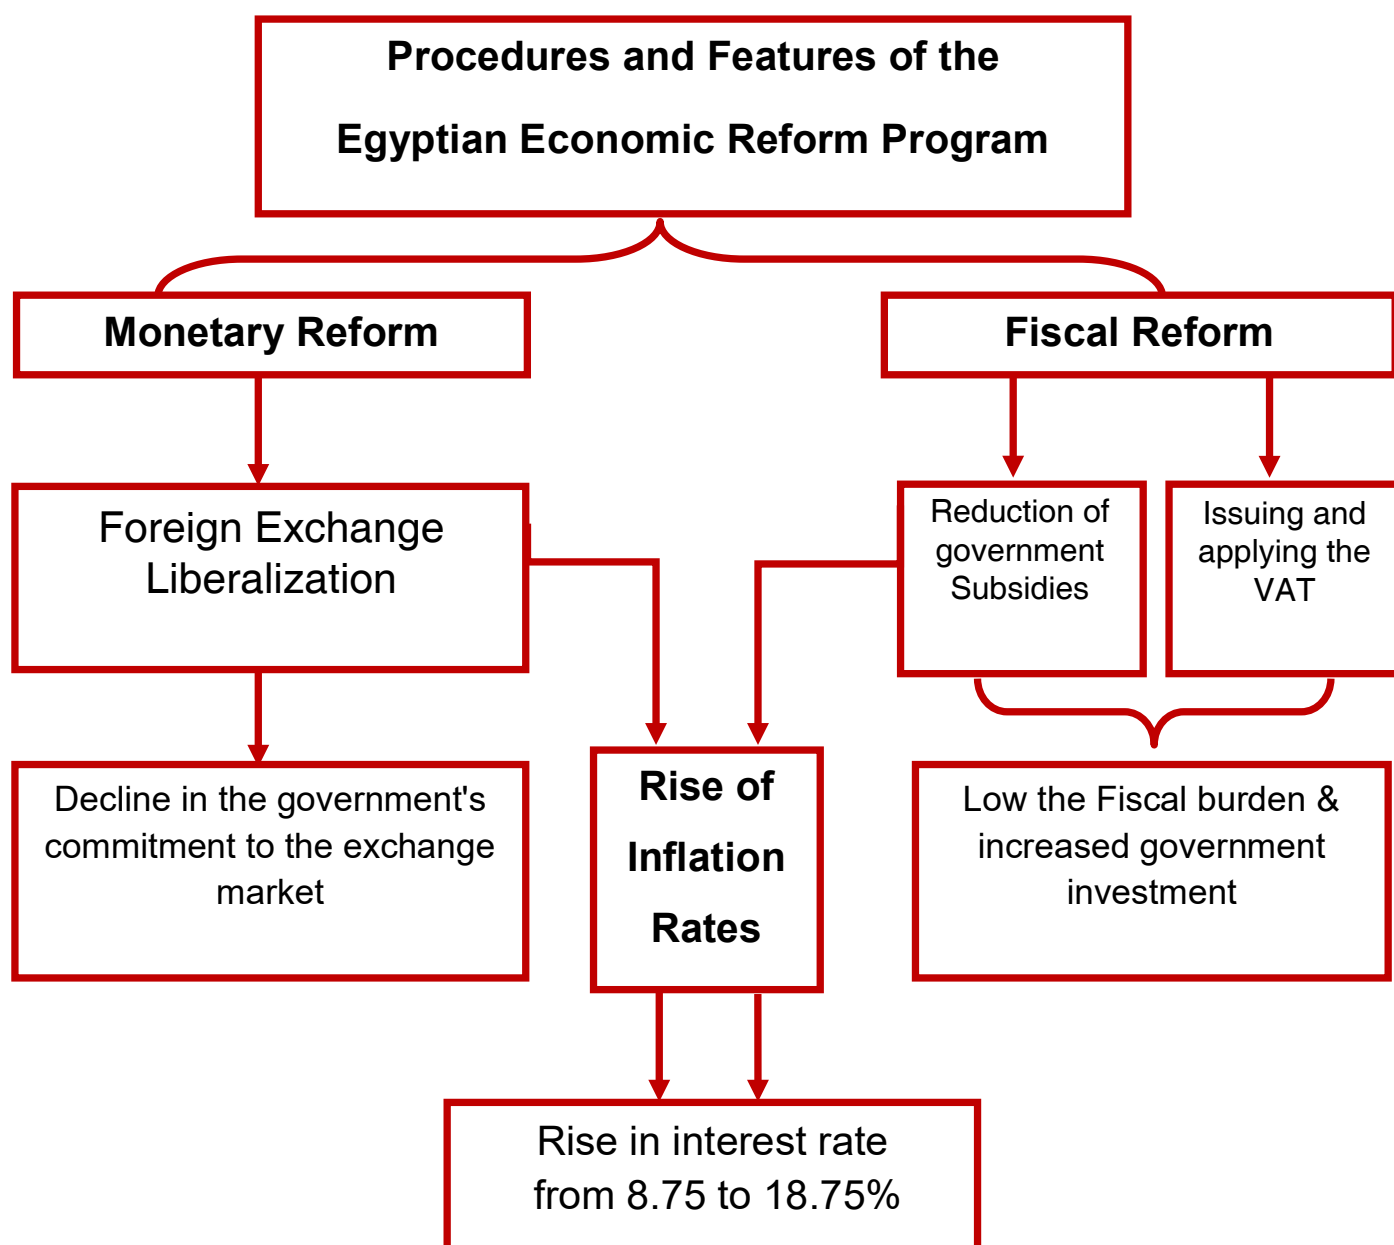 Procedures and Features of the
Egyptian Economic Reform Program
Monetary Reform
Fiscal Reform
Foreign Exchange
Liberalization
Reduction of
government
Subsidies
Issuing and
applying the
VAT
Decline in the government's
commitment to the exchange
market
Rise of
Inflation
Rates
Low the Fiscal burden &
increased government
investment
Rise in interest rate
from 8.75 to 18.75%